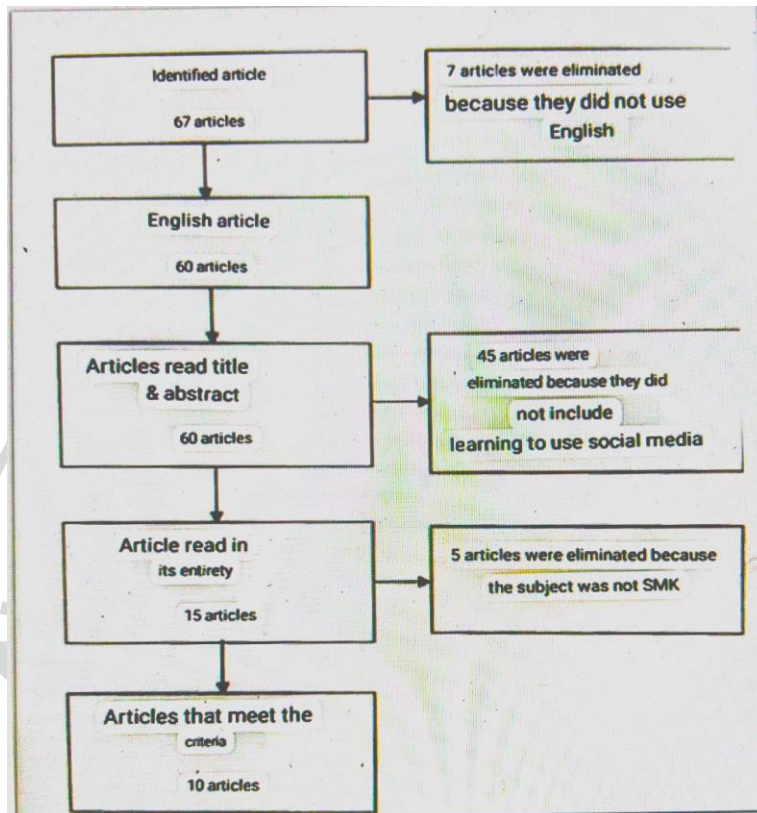 Identified article
67 articles
7 articles were eliminated
because they did not use
English
English article
60 articles
Articles read title
& abstract
60 articles
45 articles were
eliminated because they did
not include
learning to use social media
Article read in
its entirety
15 articles
5 articles were eliminated because
the subject was not SMK
Articles that meet the
criteria
10 articles